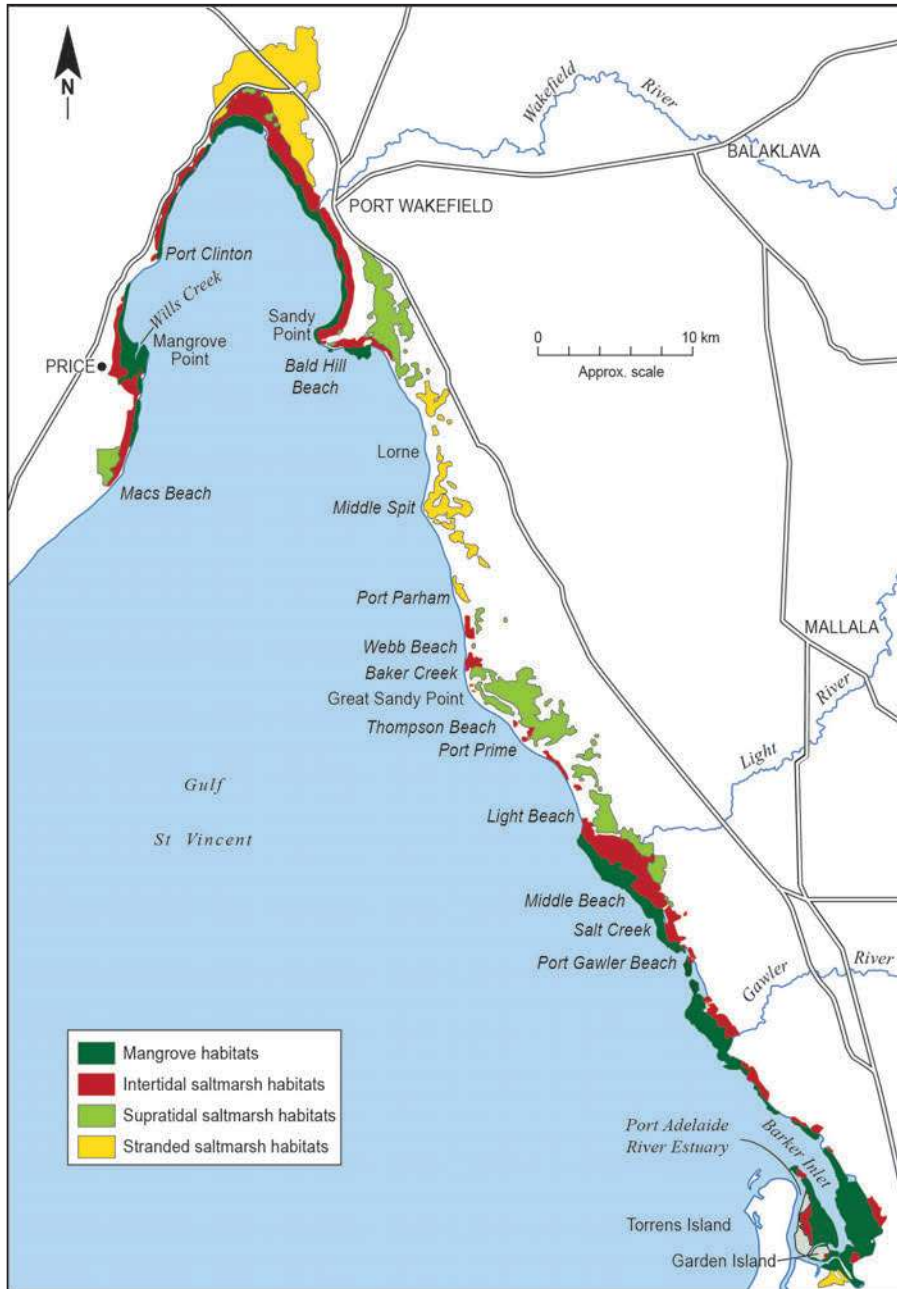 N
Wakefield
River
BALAKLAVA
PORT WAKEFIELD
Port Clinton
Wills Creek
Mangrove
Point
Sandy
Point
PRICE
Bald Hill
Beach
0
10 km
Approx. scale
Lorne
Macs Beach
Middle Spit
Port Parham
MALLALA
Webb Beach
Baker Creek
Great Sandy Point
River
Thompson Beach
Port Prime
Light
Gulf
St Vincent
Light Beach
Middle Beach
Salt Creek
Port Gawler Beach
Gawler
River
Mangrove habitats
Intertidal saltmarsh habitats
Supratidal saltmarsh habitats
Stranded saltmarsh habitats
Port Adelaide
River Estuary
Barker Inlet
Torrens Island
Garden Island